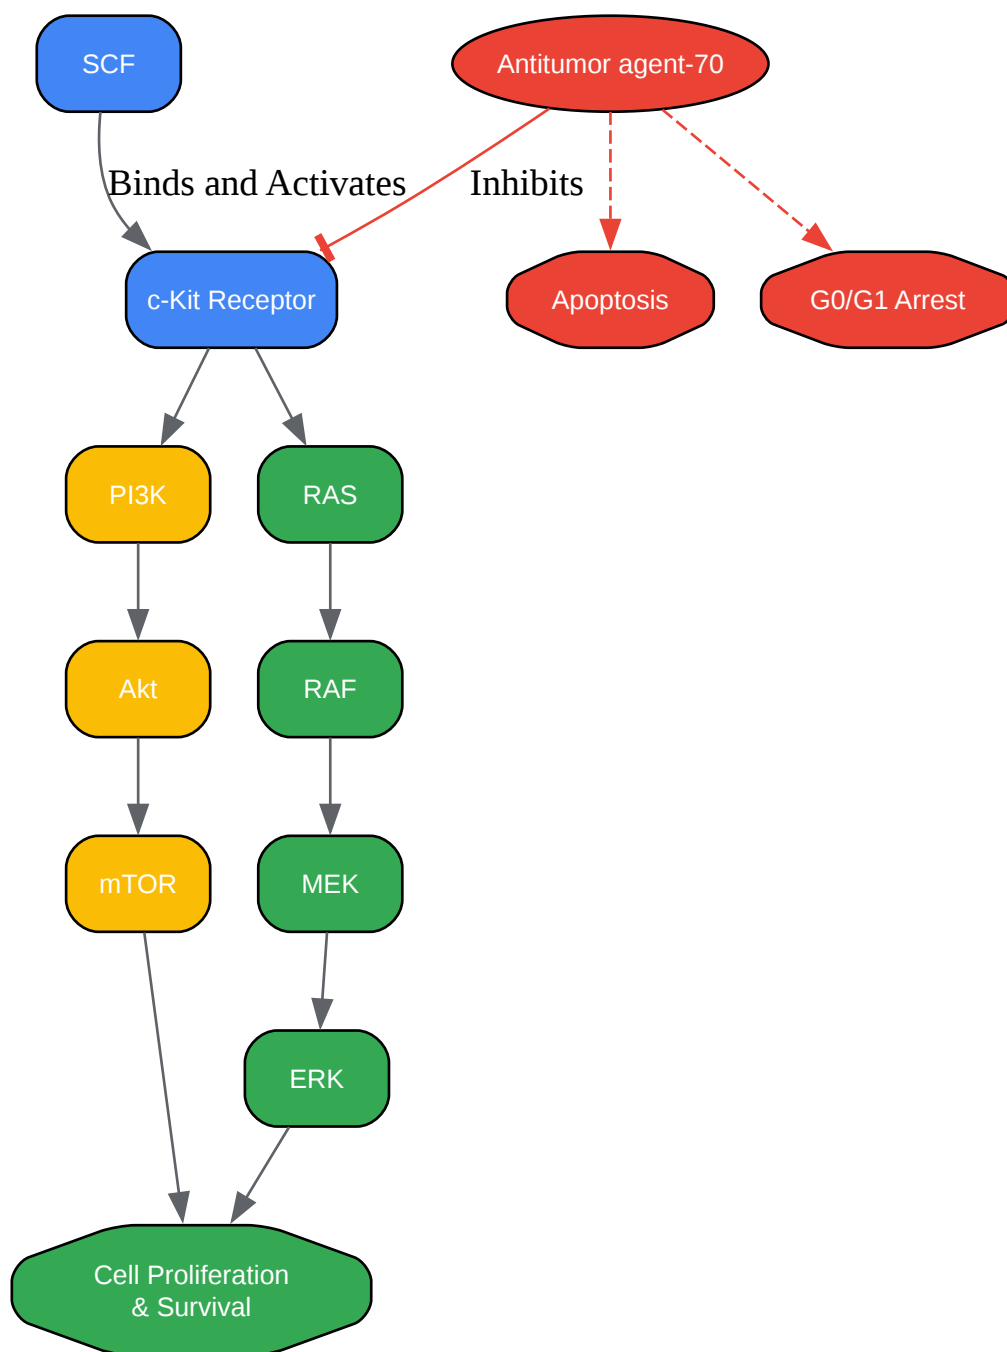 SCF
Antitumor agent-70
Binds and Activates
Inhibits
c-Kit Receptor
Apoptosis
G0/G1 Arrest
PI3K
RAS
Akt
RAF
mTOR
MEK
ERK
Cell Proliferation
& Survival